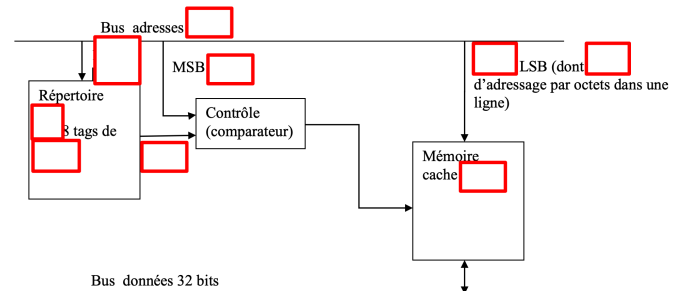 Bus adresses
MSB
LSB (dont
d'adressage par octets dans une
ligne)
Répertoire
8 tags de
Contrôle
(comparateur)
Mémoire
cache
Bus données 32 bits